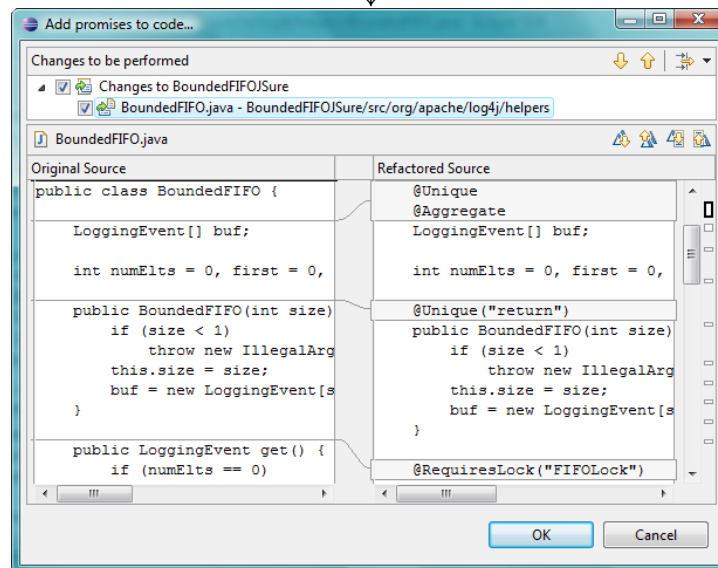 Add promises to code...
Changes to be performed
Changes to BoundedFIFOJSure
BoundedFIFO.java - BoundedFIFOJSure/src/org/apache/log4j/helpers
BoundedFIFO.java
Original Source
public class BoundedFIFO {
LoggingEvent[] buf;
int numElts = 0, first = 0,
public BoundedFIFO(int size)
if (size < 1)
throw new IllegalArg
this.size = size;
buf = new LoggingEvent[s
}
public LoggingEvent get() {
if (numElts == 0)
Refactored Source
@Unique
@Aggregate
LoggingEvent[] buf;
int numElts = 0, first = 0,
@Unique("return")
public BoundedFIFO(int size)
if (size < 1)
throw new IllegalArg
this.size = size;
buf = new LoggingEvent[s
}
@RequiresLock("FIFOLock")
OK Cancel